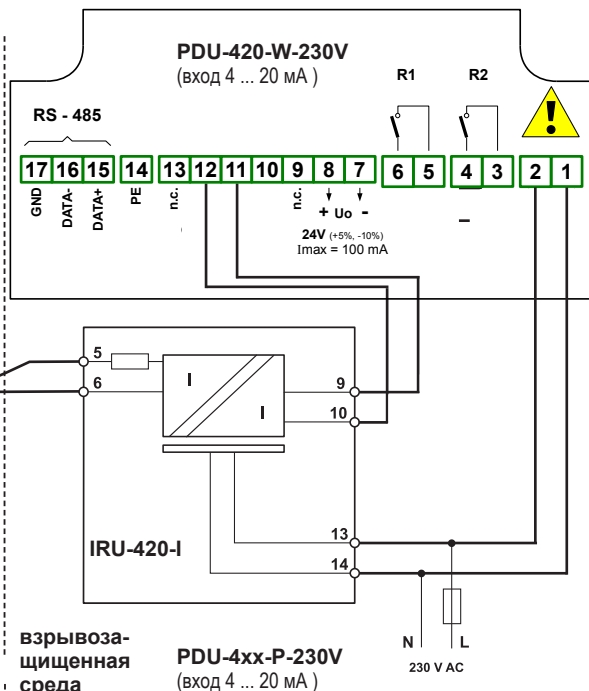 PDU-420-W-230V
(вход 4 ... 20 мА )
R1 R2
RS - 485
17 16 15 14 13 12 11 10 9 8 7 6 5 4 3 2 1
GND DATA- DATA+ PE n.c. n.c. + Uo -
24V (+5%, -10%)
Imax = 100 mA
5
6
I
I
9
10
IRU-420-I
13
14
N L
230 V AC
взрывоза-
щищенная
среда
PDU-4xx-P-230V
(вход 4 ... 20 мА )